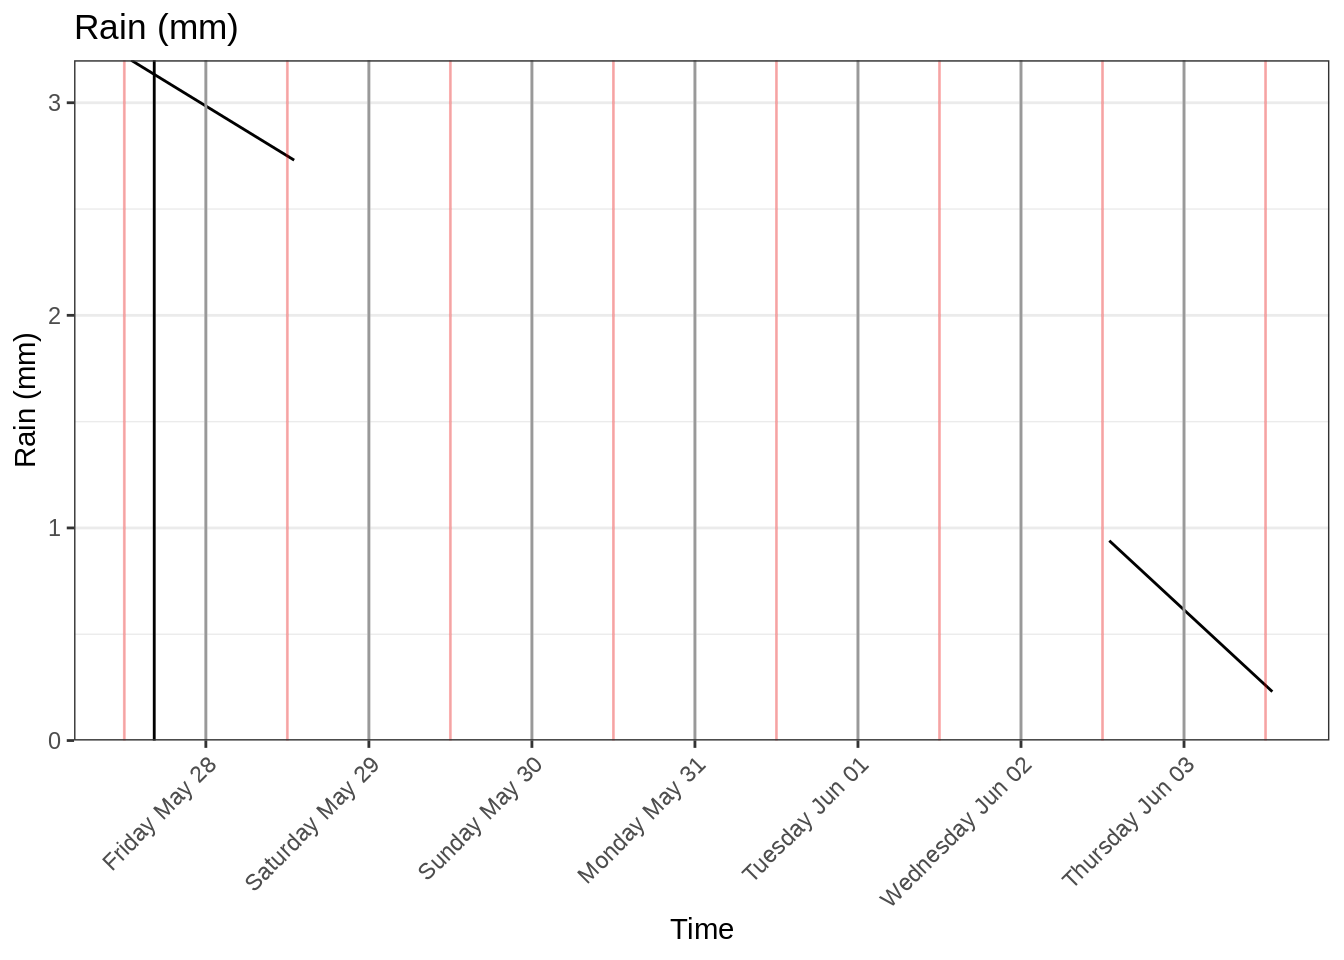 Rain (mm)
Rain (mm)
3
2
1
0
Friday May 28
Saturday May 29
Sunday May 30
Monday May 31
Tuesday Jun 01
Wednesday Jun 02
Thursday Jun 03
Time